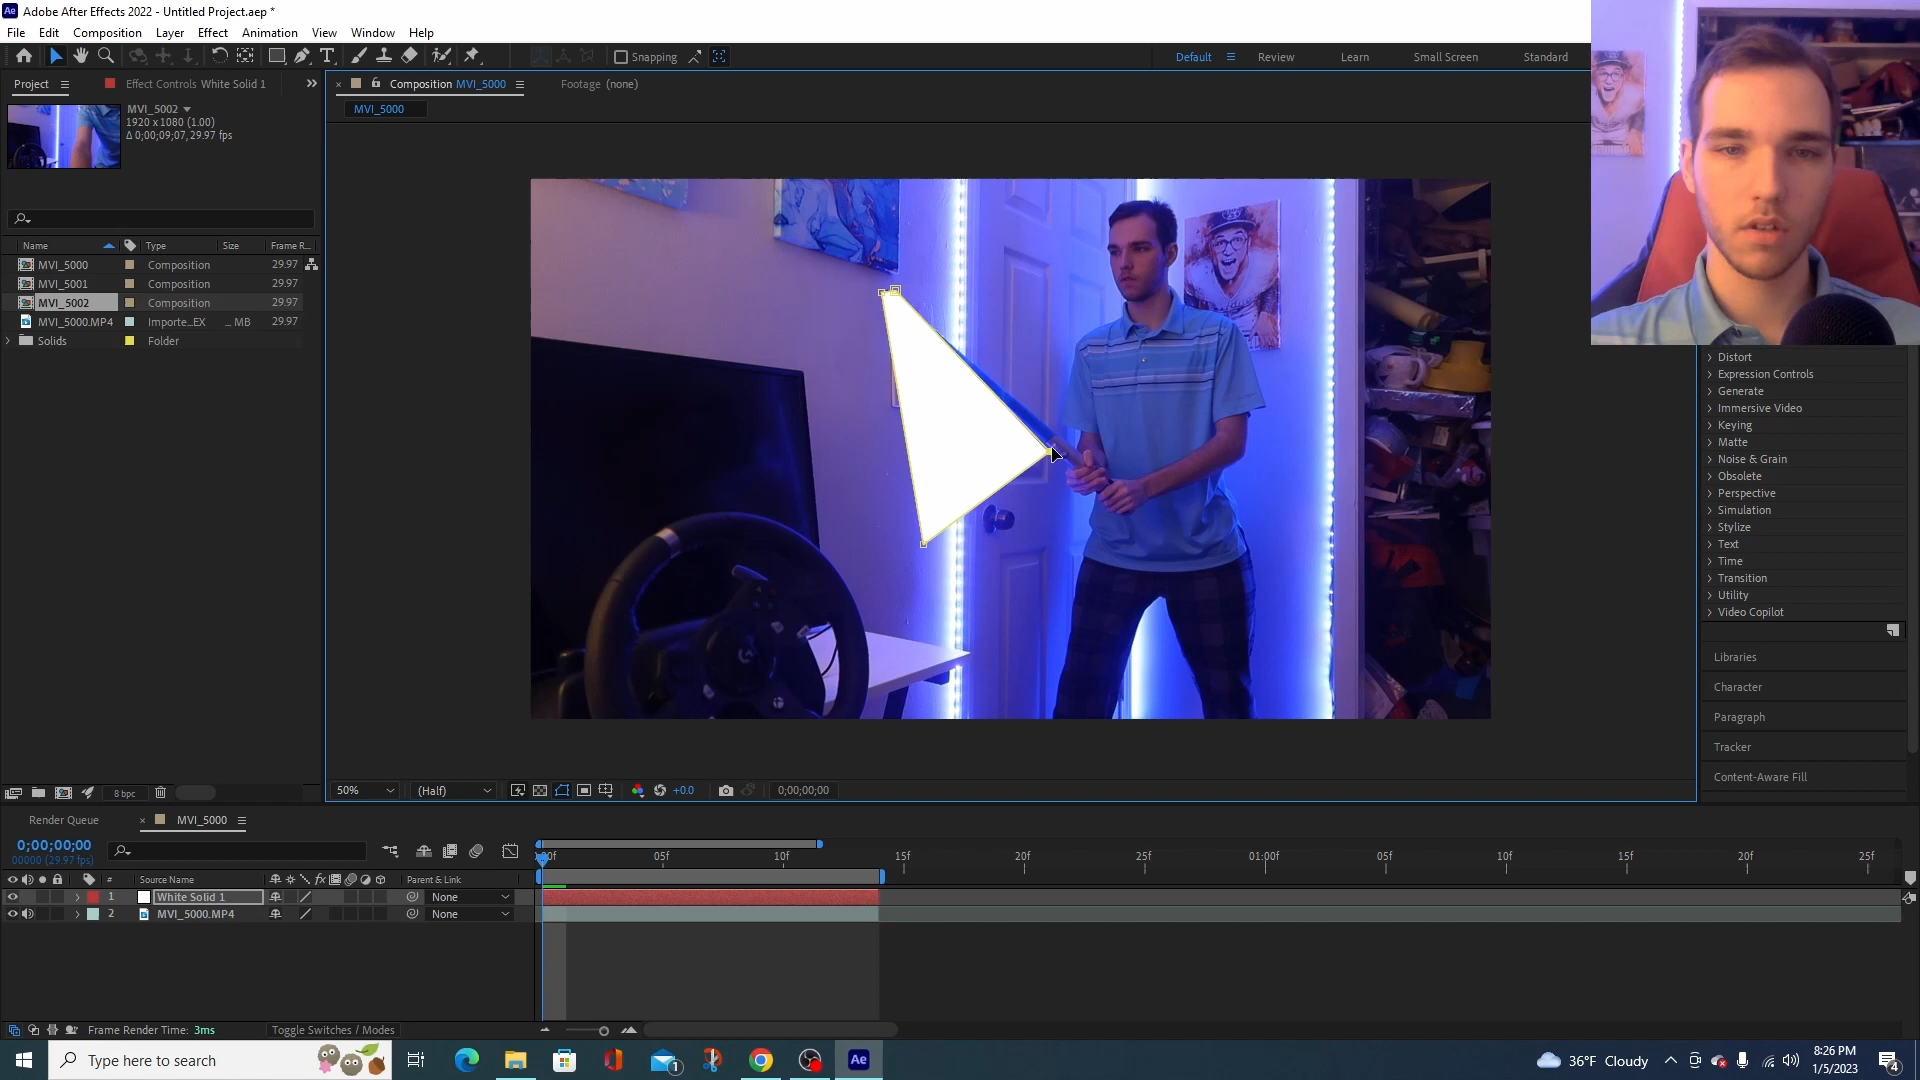 Adobe After Effects 2022 - Untitled Project.aep *
File Edit Composition Layer Effect Animation View Window Help
Snapping
Default Review Learn Small Screen Standard
Project Effect Controls White Solid 1
Composition MVI_5000 Footage (none)
MVI_5000
MVI_5002
1920 x 1080 (1.00)
Δ 0;00;09;07, 29.97 fps
Name Type Size Frame R...
MVI_5000 Composition 29.97
MVI_5001 Composition 29.97
MVI_5002 Composition 29.97
MVI_5000.MP4 Importe...EX ... MB 29.97
Solids Folder
Distort
Expression Controls
Generate
Immersive Video
Keying
Matte
Noise & Grain
Obsolete
Perspective
Simulation
Stylize
Text
Time
Transition
Utility
Video Copilot
Libraries
Character
Paragraph
Tracker
Content-Aware Fill
8 bpc
50% (Half) +0.0 0;00;00;00
Render Queue MVI_5000
0;00;00;00
00000 (29.97 fps)
# Source Name fx Parent & Link
:00f 05f 10f 15f 20f 25f 01:00f 05f 10f 15f 20f 25f
1 White Solid 1 None
2 MVI_5000.MP4 None
Frame Render Time: 3ms Toggle Switches / Modes
Type here to search
1
Ae
36°F Cloudy
8:26 PM
1/5/2023
4